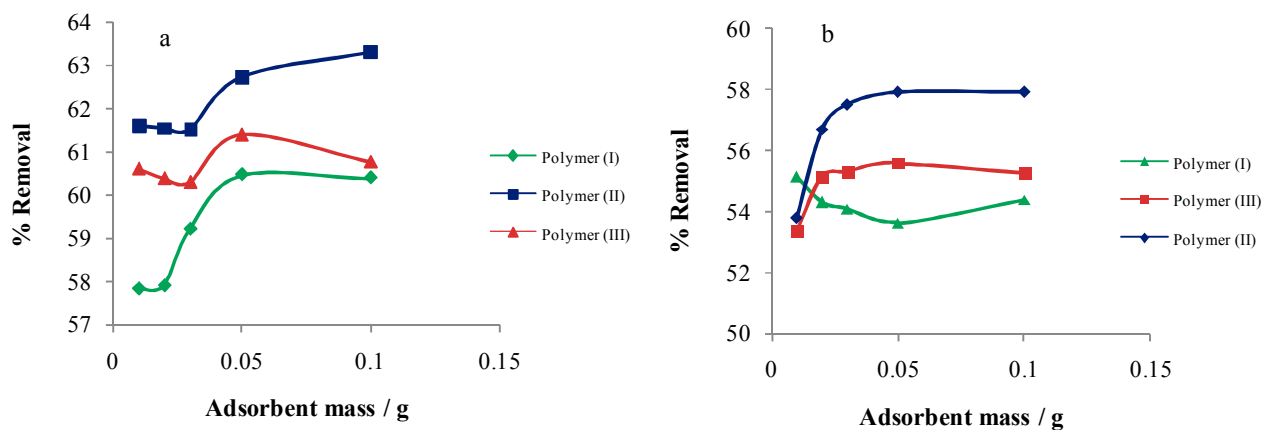 a
% Removal
64
63
62
61
60
59
58
57
0 0.05 0.1 0.15
Adsorbent mass / g
Polymer (I)
Polymer (II)
Polymer (III)
b
% Removal
60
58
56
54
52
50
0 0.05 0.1 0.15
Adsorbent mass / g
Polymer (I)
Polymer (III)
Polymer (II)